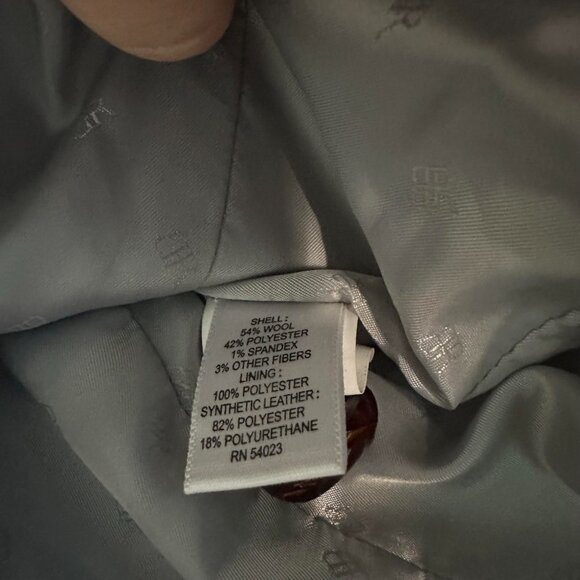 SHELL :
54% WOOL
42% POLYESTER
1% SPANDEX
3% OTHER FIBERS
LINING :
100% POLYESTER
SYNTHETIC LEATHER :
82% POLYESTER
18% POLYURETHANE
RN 54023